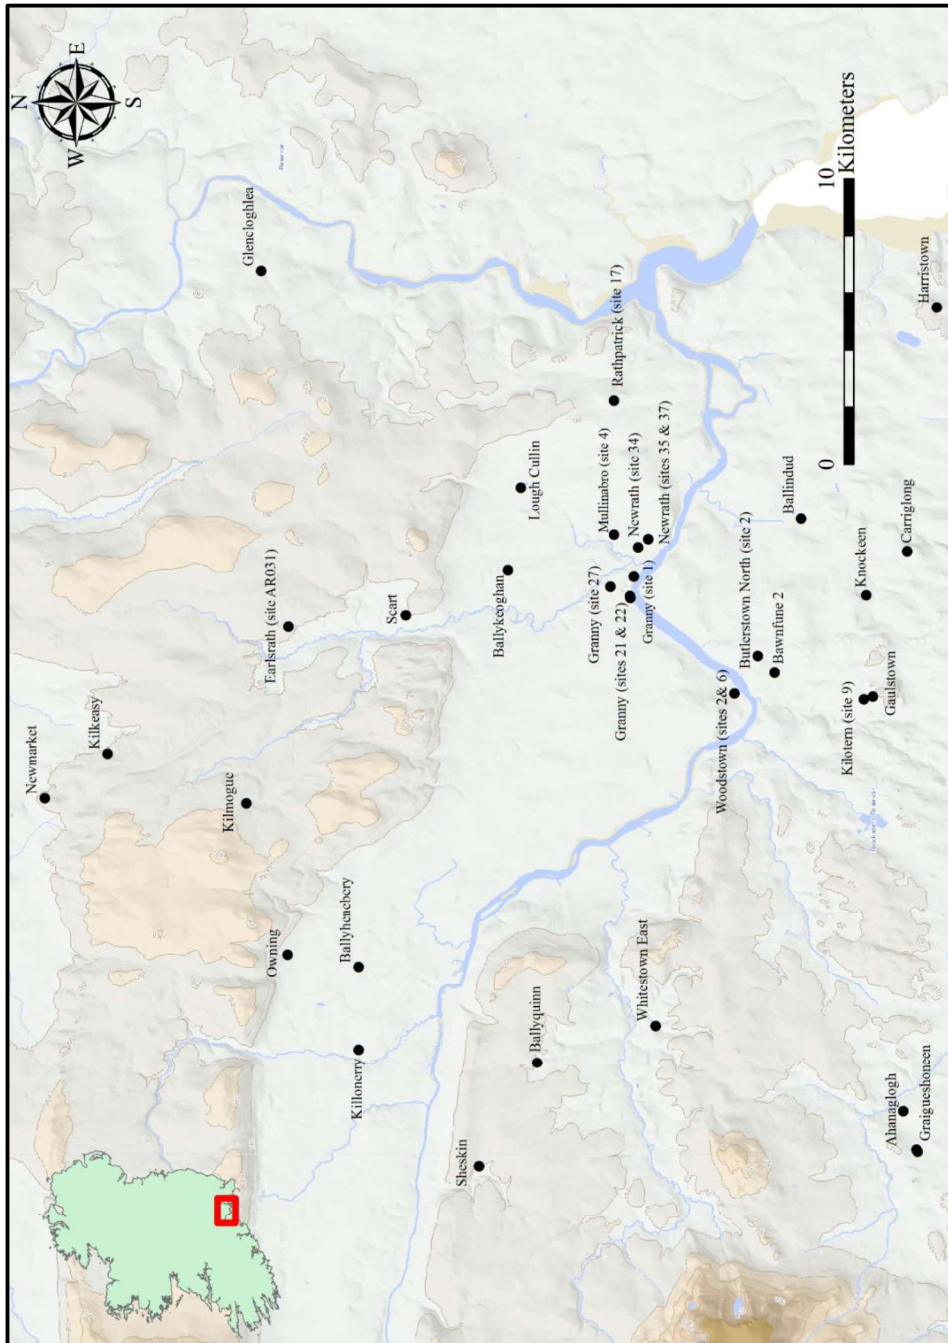 N
E
S
W
Newmarket
Kilkeasy
Kilmogue
Glencloghlea
Earlsrath (site AR031)
Owning
Ballyhenebery
Killonerry
Scart
Sheskin
Ballyquinn
Ballykeoghan
Lough Cullin
Granny (site 27)
Granny (sites 21 & 22)
Granny (site 1)
Mullinabro (site 4)
Newrath (site 34)
Newrath (sites 35 & 37)
Rathpatrick (site 17)
Whitestown East
Woodstown (sites 2& 6)
Butlerstown North (site 2)
Bawnfune 2
Ballindud
Kilotern (site 9)
Gaulstown
Knockeen
Carriglong
Harristown
Ahanaglogh
Graigueshoneen
0
10
Kilometers